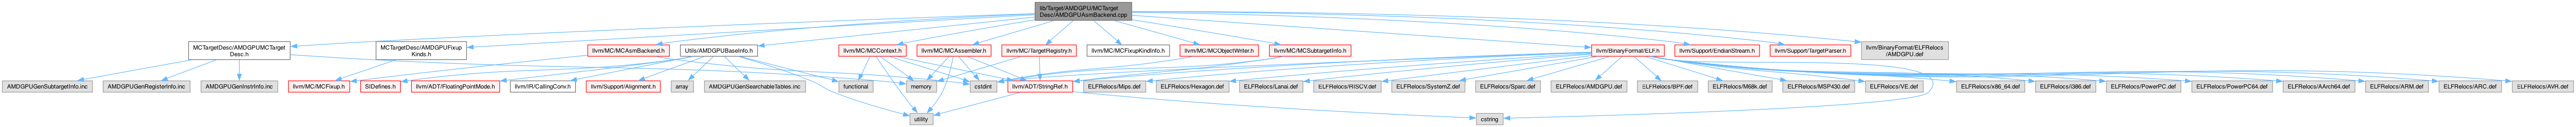 lib/Target/AMDGPU/MCTarget
Desc/AMDGPUAsmBackend.cpp
MCTargetDesc/AMDGPUMCTarget
Desc.h
MCTargetDesc/AMDGPUFixup
Kinds.h
llvm/MC/MCAsmBackend.h
Utils/AMDGPUBaseInfo.h
llvm/MC/MCContext.h
llvm/MC/MCAssembler.h
llvm/MC/TargetRegistry.h
llvm/MC/MCFixupKindInfo.h
llvm/MC/MCObjectWriter.h
llvm/MC/MCSubtargetInfo.h
llvm/BinaryFormat/ELF.h
llvm/Support/EndianStream.h
llvm/Support/TargetParser.h
llvm/BinaryFormat/ELFRelocs
/AMDGPU.def
AMDGPUGenSubtargetInfo.inc
AMDGPUGenRegisterInfo.inc
AMDGPUGenInstrInfo.inc
llvm/MC/MCFixup.h
SIDefines.h
llvm/ADT/FloatingPointMode.h
llvm/IR/CallingConv.h
llvm/Support/Alignment.h
array
AMDGPUGenSearchableTables.inc
functional
memory
cstdint
llvm/ADT/StringRef.h
ELFRelocs/Mips.def
ELFRelocs/Hexagon.def
ELFRelocs/Lanai.def
ELFRelocs/RISCV.def
ELFRelocs/SystemZ.def
ELFRelocs/Sparc.def
ELFRelocs/AMDGPU.def
ELFRelocs/BPF.def
ELFRelocs/M68k.def
ELFRelocs/MSP430.def
ELFRelocs/VE.def
ELFRelocs/x86_64.def
ELFRelocs/i386.def
ELFRelocs/PowerPC.def
ELFRelocs/PowerPC64.def
ELFRelocs/AArch64.def
ELFRelocs/ARM.def
ELFRelocs/ARC.def
ELFRelocs/AVR.def
utility
cstring